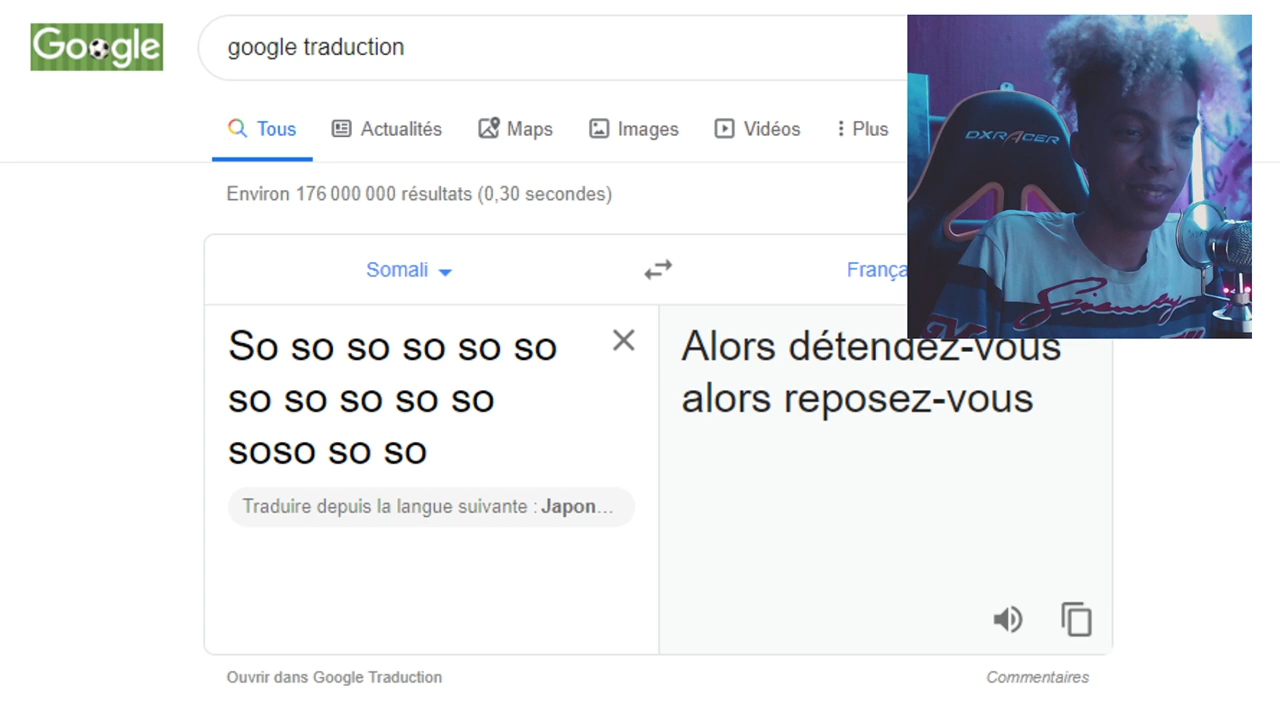 Google
google traduction
Tous Actualités Maps Images Vidéos Plus
Environ 176 000 000 résultats (0,30 secondes)
DXRACER
Somali França
So so so so so so
so so so so so
soso so so
Alors détendez-vous
alors reposez-vous
Traduire depuis la langue suivante : Japon...
Ouvrir dans Google Traduction
Commentaires